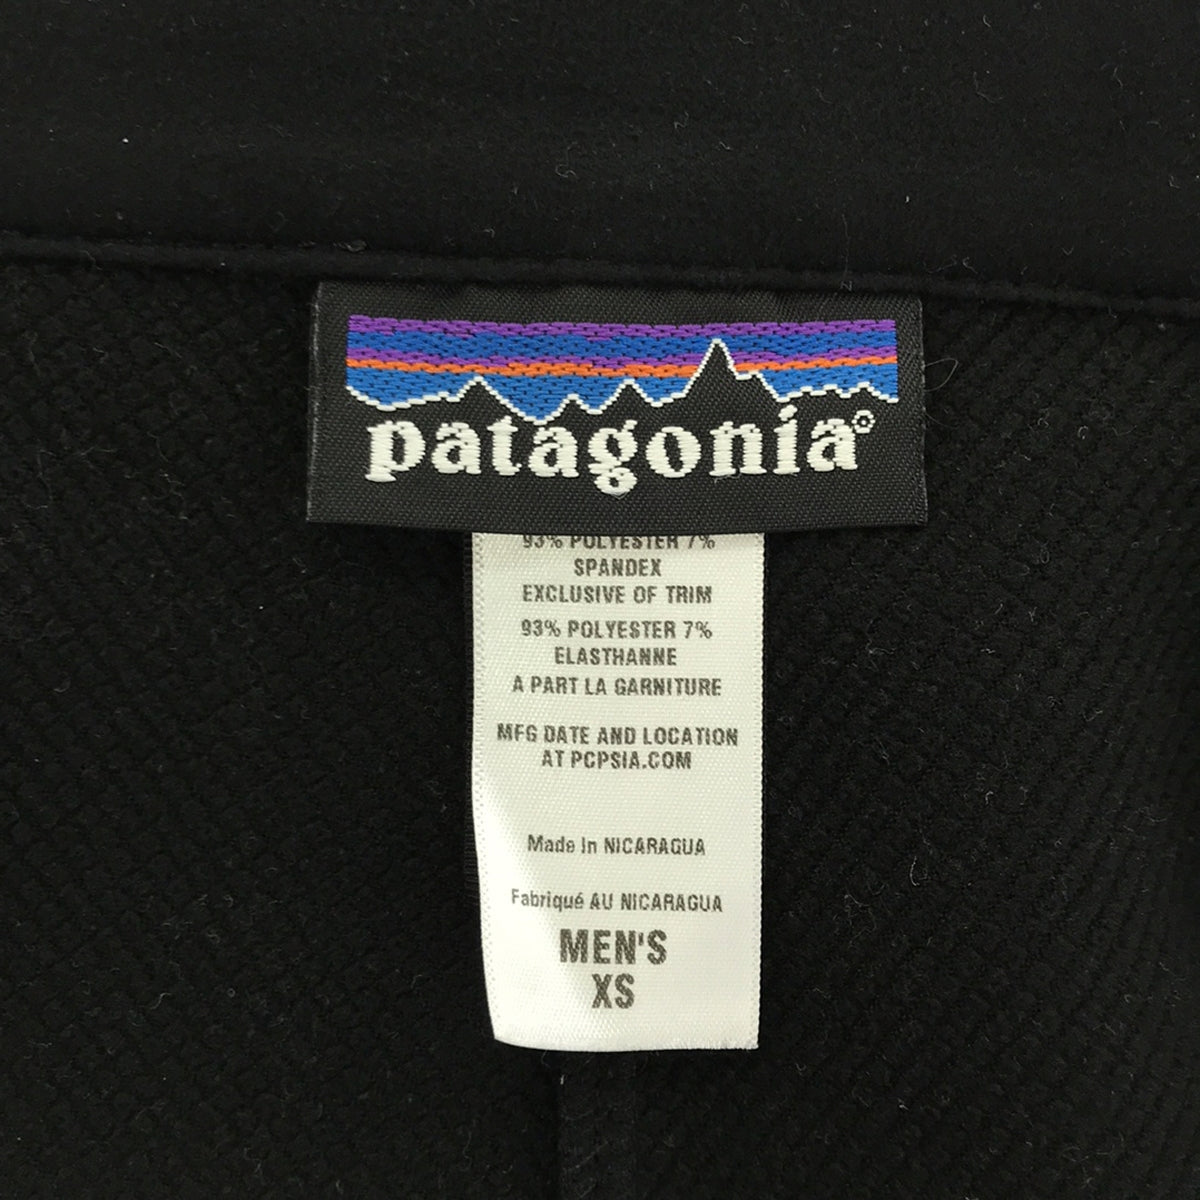 patagonia®
93% POLYESTER 7%
SPANDEX
EXCLUSIVE OF TRIM
93% POLYESTER 7%
ELASTHANNE
A PART LA GARNITURE
MFG DATE AND LOCATION
AT PCPSIA.COM
Made in NICARAGUA
Fabriqué AU NICARAGUA
MEN'S
XS